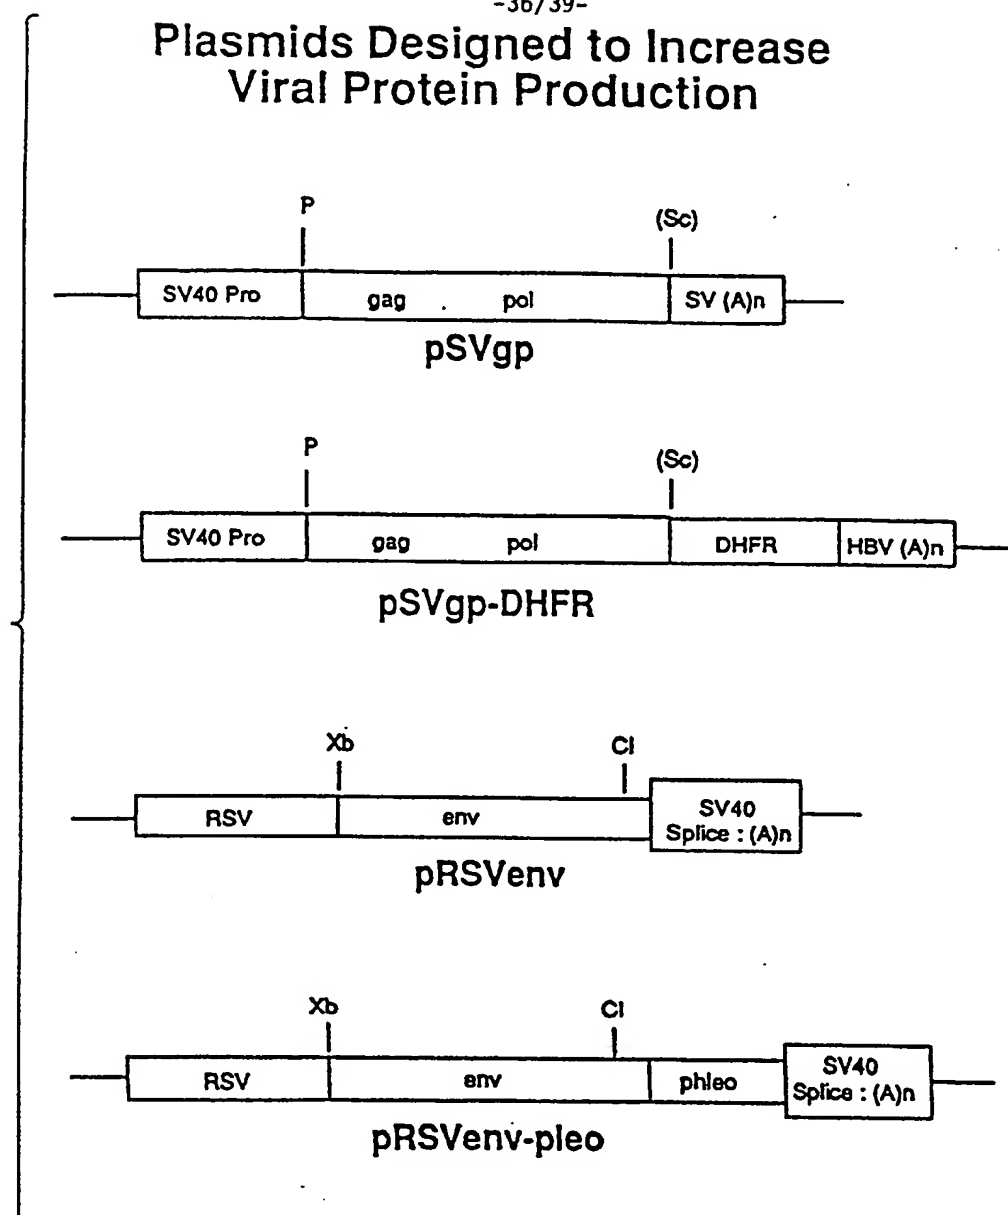 -36/39-
Plasmids Designed to Increase
Viral Protein Production
P
(Sc)
SV40 Pro gag pol SV (A)n
pSVgp
P
(Sc)
SV40 Pro gag pol DHFR HBV (A)n
pSVgp-DHFR
Xb Cl
RSV env SV40
Splice : (A)n
pRSVenv
Xb Cl
RSV env phleo SV40
Splice : (A)n
pRSVenv-pleo